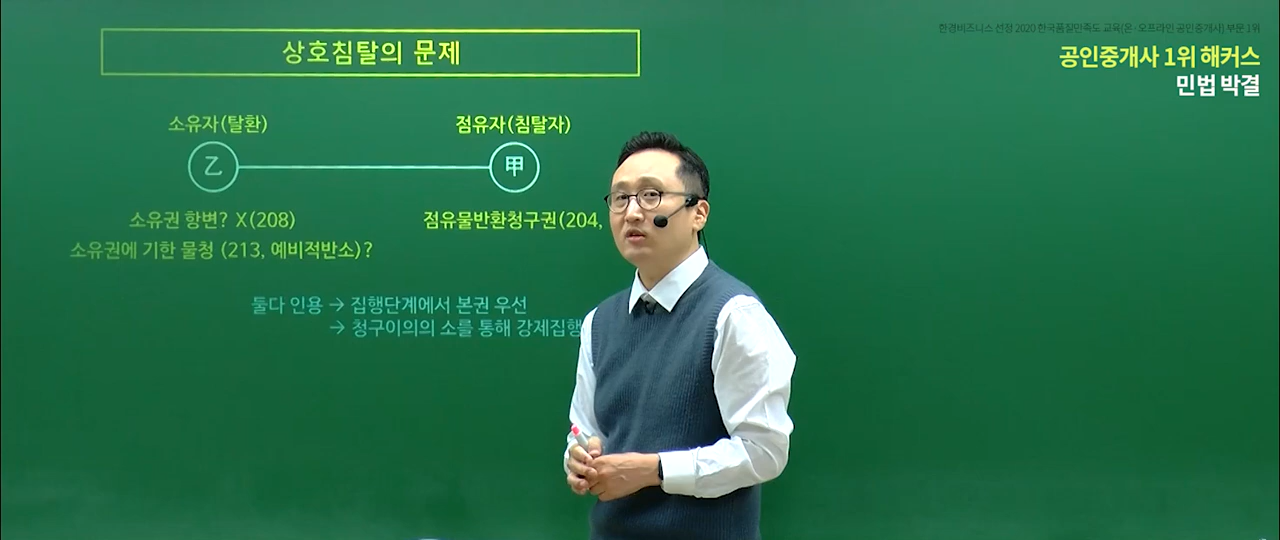 한경비즈니스 선정 2020 한국품질만족도 교육(온·오프라인 공인중개사) 부문 1위
공인중개사 1위 해커스
민법 박결
상호침탈의 문제
소유자(탈환)
점유자(침탈자)
乙
甲
소유권 항변? X(208)
점유물반환청구권(204,
소유권에 기한 물청 (213, 예비적반소)?
둘다 인용 → 집행단계에서 본권 우선
→ 청구이의의 소를 통해 강제집행